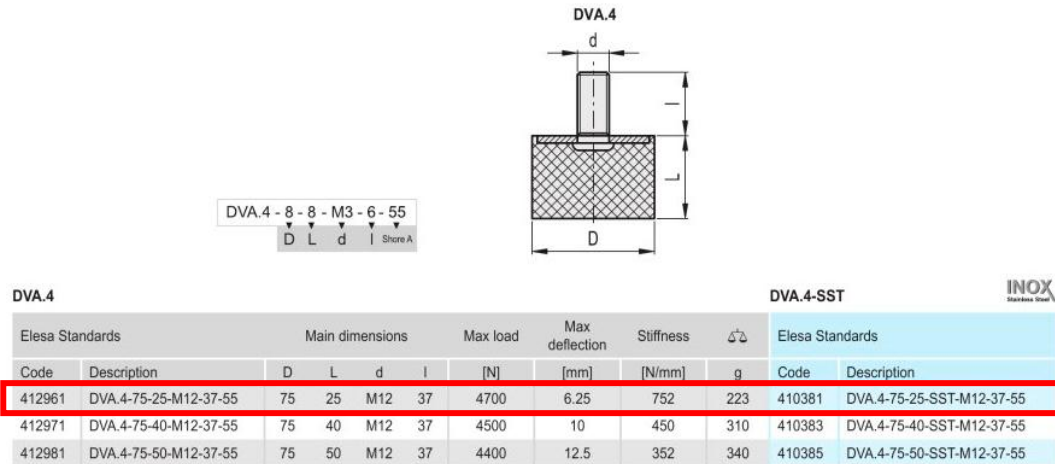 DVA.4
d
l
L
D
DVA.4 - 8 - 8 - M3 - 6 - 55
D L d l Shore A
DVA.4
DVA.4-SST
INOX
Stainless Steel
Elesa Standards Main dimensions Max load Max deflection Stiffness Elesa Standards
Code Description D L d l [N] [mm] [N/mm] g Code Description
412961 DVA.4-75-25-M12-37-55 75 25 M12 37 4700 6.25 752 223 410381 DVA.4-75-25-SST-M12-37-55
412971 DVA.4-75-40-M12-37-55 75 40 M12 37 4500 10 450 310 410383 DVA.4-75-40-SST-M12-37-55
412981 DVA.4-75-50-M12-37-55 75 50 M12 37 4400 12.5 352 340 410385 DVA.4-75-50-SST-M12-37-55